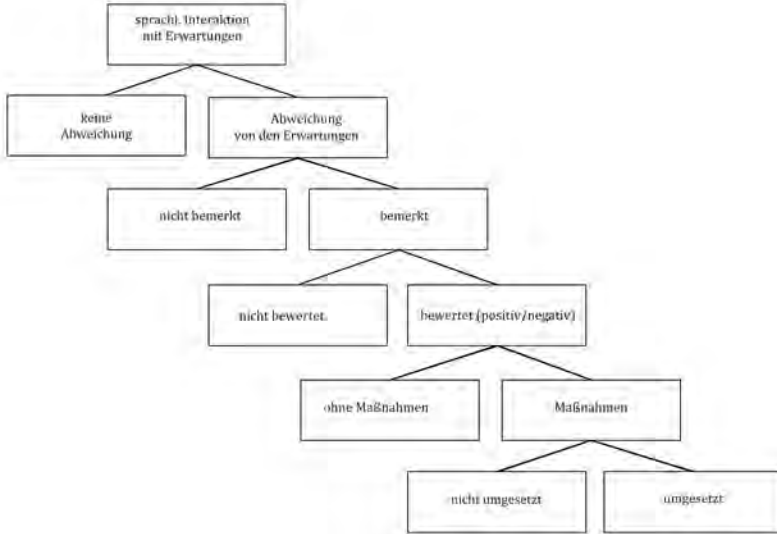 sprachl. Interaktion
mit Erwartungen
keine
Abweichung
Abweichung
von den Erwartungen
nicht bemerkt
bemerkt
nicht bewertet.
bewertet (positiv/negativ)
ohne Maßnahmen
Maßnahmen
nicht umgesetzt
umgesetzt